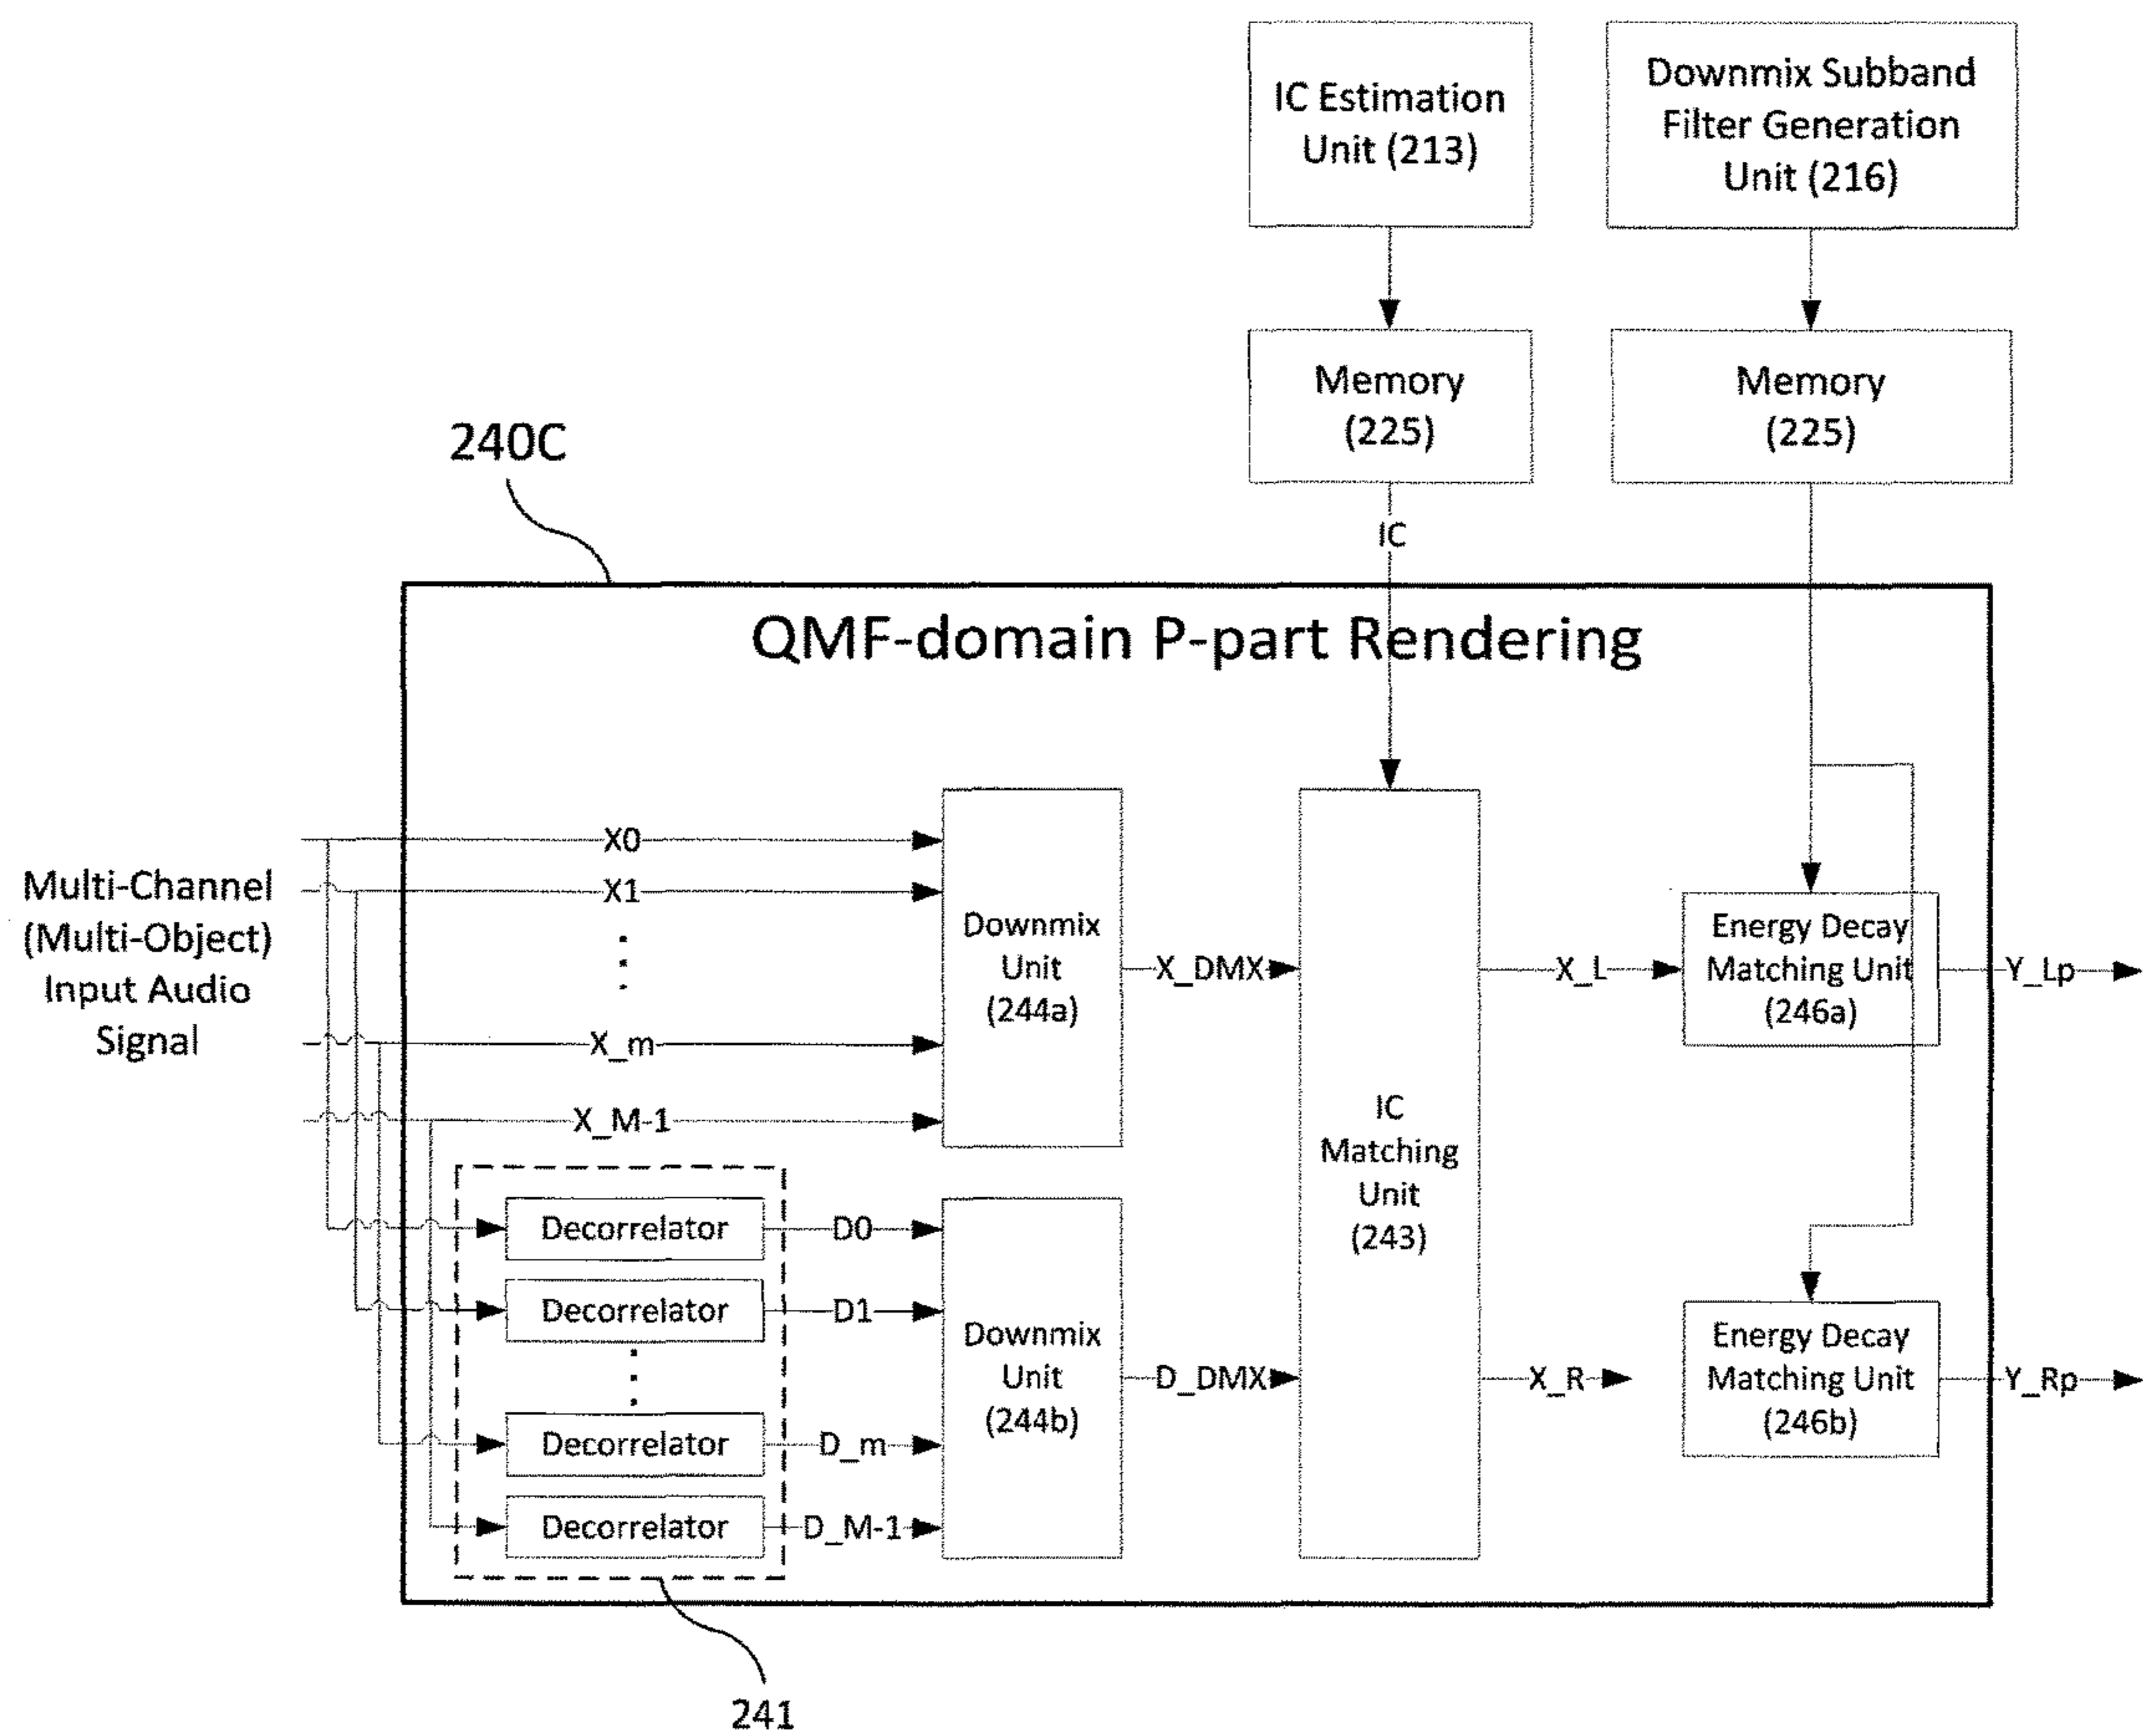 IC Estimation
Unit (213)
Downmix Subband
Filter Generation
Unit (216)
Memory
(225)
Memory
(225)
240C
IC
QMF-domain P-part Rendering
Multi-Channel
(Multi-Object)
Input Audio
Signal
X0
X1
X_m
X_M-1
Downmix
Unit
(244a)
X_DMX
IC
Matching
Unit
(243)
X_L
Energy Decay
Matching Unit
(246a)
Y_Lp
Decorrelator
D0
Decorrelator
D1
Decorrelator
D_m
Decorrelator
D_M-1
Downmix
Unit
(244b)
D_DMX
X_R
Energy Decay
Matching Unit
(246b)
Y_Rp
241